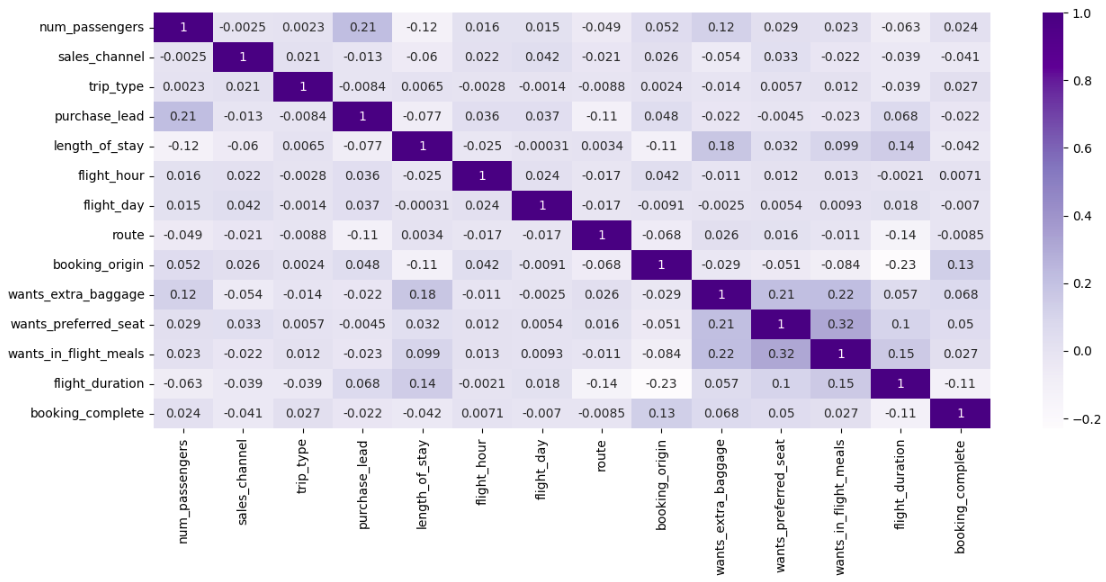 num_passengers 1 -0.0025 0.0023 0.21 -0.12 0.016 0.015 -0.049 0.052 0.12 0.029 0.023 -0.063 0.024
sales_channel -0.0025 1 0.021 -0.013 -0.06 0.022 0.042 -0.021 0.026 -0.054 0.033 -0.022 -0.039 -0.041
trip_type 0.0023 0.021 1 -0.0084 0.0065 -0.0028 -0.0014 -0.0088 0.0024 -0.014 0.0057 0.012 -0.039 0.027
purchase_lead 0.21 -0.013 -0.0084 1 -0.077 0.036 0.037 -0.11 0.048 -0.022 -0.0045 -0.023 0.068 -0.022
length_of_stay -0.12 -0.06 0.0065 -0.077 1 -0.025 -0.00031 0.0034 -0.11 0.18 0.032 0.099 0.14 -0.042
flight_hour 0.016 0.022 -0.0028 0.036 -0.025 1 0.024 -0.017 0.042 -0.011 0.012 0.013 -0.0021 0.0071
flight_day 0.015 0.042 -0.0014 0.037 -0.00031 0.024 1 -0.017 -0.0091 -0.0025 0.0054 0.0093 0.018 -0.007
route -0.049 -0.021 -0.0088 -0.11 0.0034 -0.017 -0.017 1 -0.068 0.026 0.016 -0.011 -0.14 -0.0085
booking_origin 0.052 0.026 0.0024 0.048 -0.11 0.042 -0.0091 -0.068 1 -0.029 -0.051 -0.084 -0.23 0.13
wants_extra_baggage 0.12 -0.054 -0.014 -0.022 0.18 -0.011 -0.0025 0.026 -0.029 1 0.21 0.22 0.057 0.068
wants_preferred_seat 0.029 0.033 0.0057 -0.0045 0.032 0.012 0.0054 0.016 -0.051 0.21 1 0.32 0.1 0.05
wants_in_flight_meals 0.023 -0.022 0.012 -0.023 0.099 0.013 0.0093 -0.011 -0.084 0.22 0.32 1 0.15 0.027
flight_duration -0.063 -0.039 -0.039 0.068 0.14 -0.0021 0.018 -0.14 -0.23 0.057 0.1 0.15 1 -0.11
booking_complete 0.024 -0.041 0.027 -0.022 -0.042 0.0071 -0.007 -0.0085 0.13 0.068 0.05 0.027 -0.11 1
num_passengers
sales_channel
trip_type
purchase_lead
length_of_stay
flight_hour
flight_day
route
booking_origin
wants_extra_baggage
wants_preferred_seat
wants_in_flight_meals
flight_duration
booking_complete
1.0
0.8
0.6
0.4
0.2
0.0
−0.2